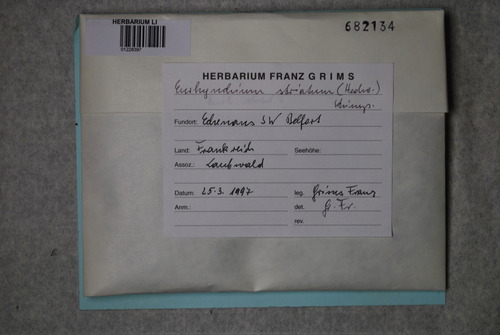 HERBARIUM LI
682134
HERBARIUM FRANZ GRIMS
Eurhynchium striatum (Hedw.)
Schimp.
Fundort: SW Belfort
Land: Frankreich Seehöhe:
Assoz.: Laubwald
Datum: 25.3.1997 leg. Grims Franz
Anm.: det. G. Fr.
rev.